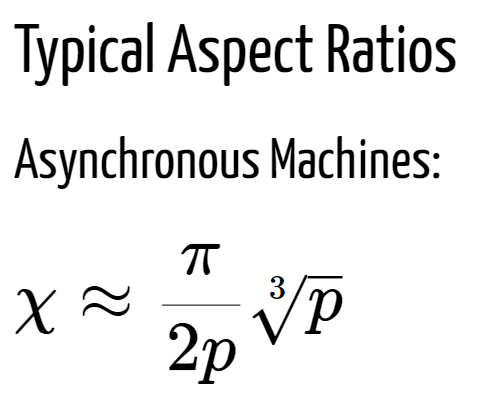 Typical Aspect Ratios
Asynchronous Machines:
χ ≈ π/2p ∛p